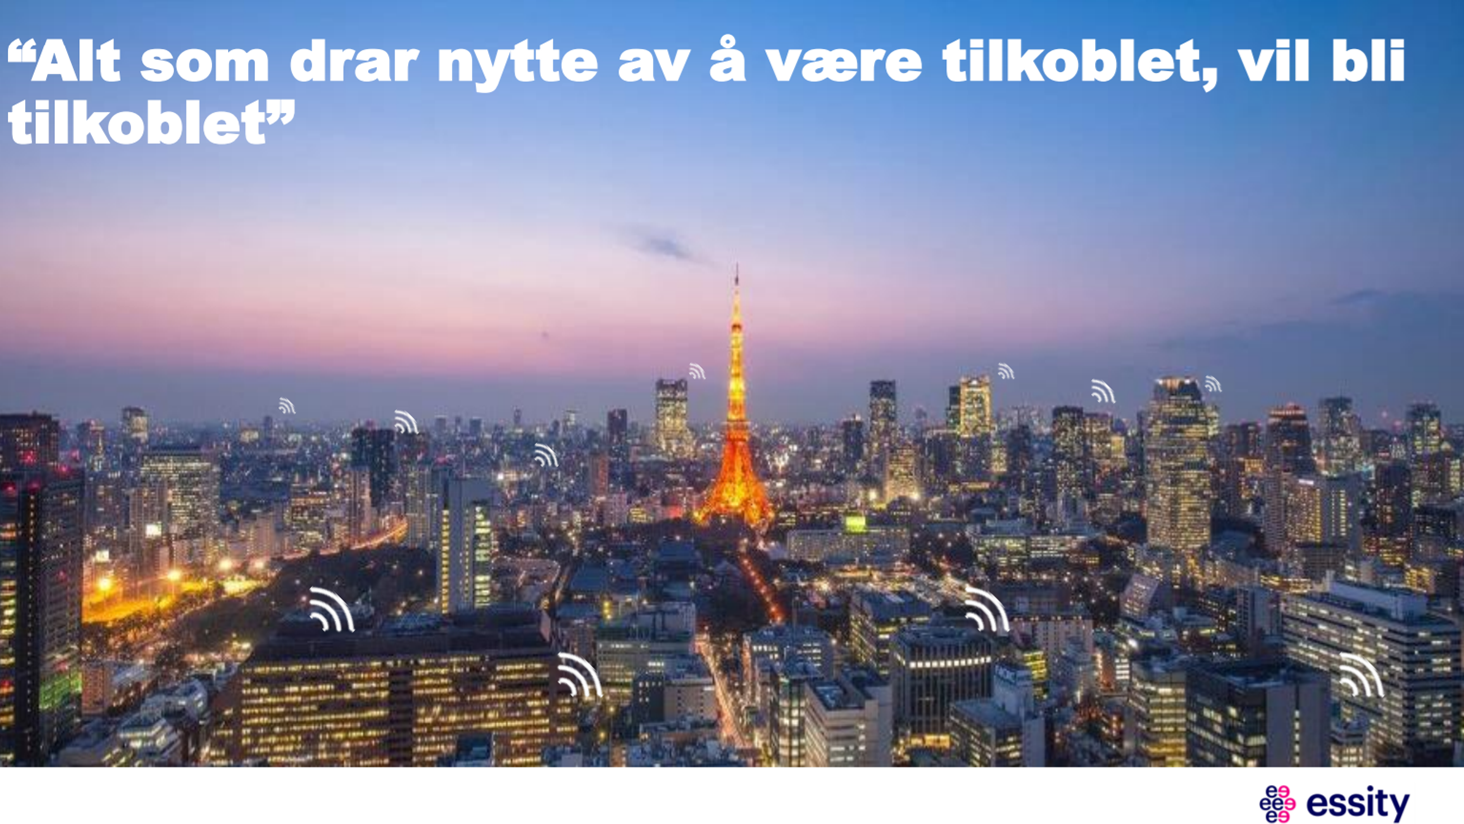 “Alt som drar nytte av å være tilkoblet, vil bli
tilkoblet”
essity